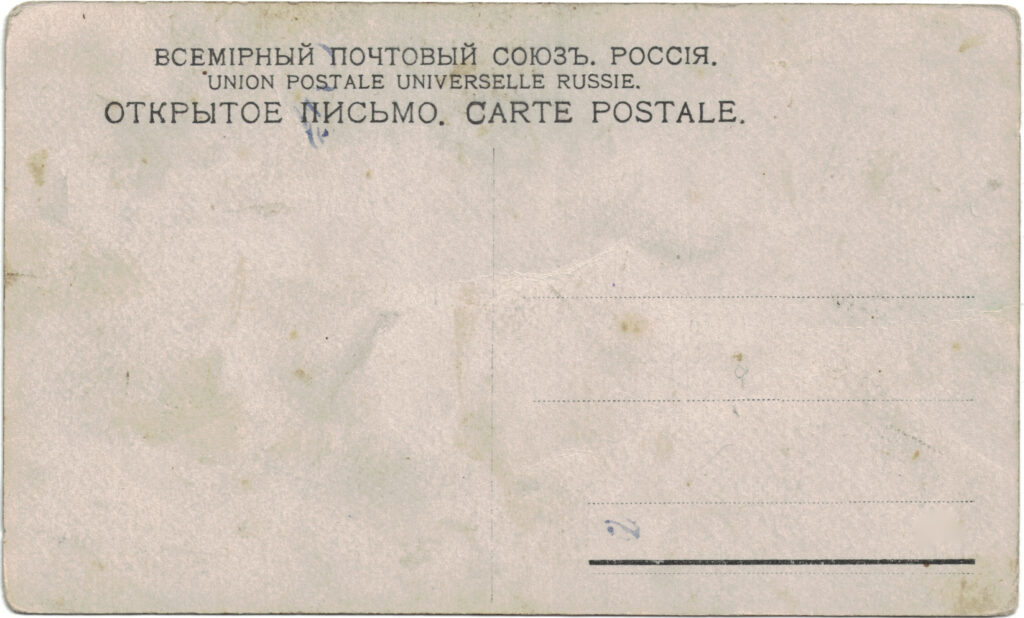 ВСЕМІРНЫЙ ПОЧТОВЫЙ СОЮЗЪ. РОССІЯ.
UNION POSTALE UNIVERSELLE RUSSIE.
ОТКРЫТОЕ ПИСЬМО. CARTE POSTALE.